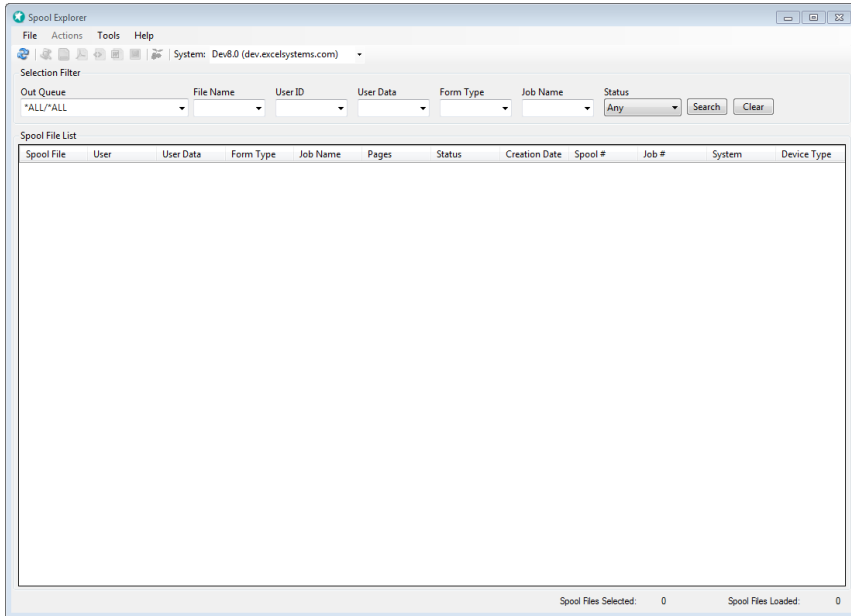 Spool Explorer
File Actions Tools Help
System: Dev8.0 (dev.excelsystems.com)
Selection Filter
Out Queue File Name User ID User Data Form Type Job Name Status
*ALL/*ALL Any Search Clear
Spool File List
Spool File User User Data Form Type Job Name Pages Status Creation Date Spool # Job # System Device Type
Spool Files Selected: 0 Spool Files Loaded: 0